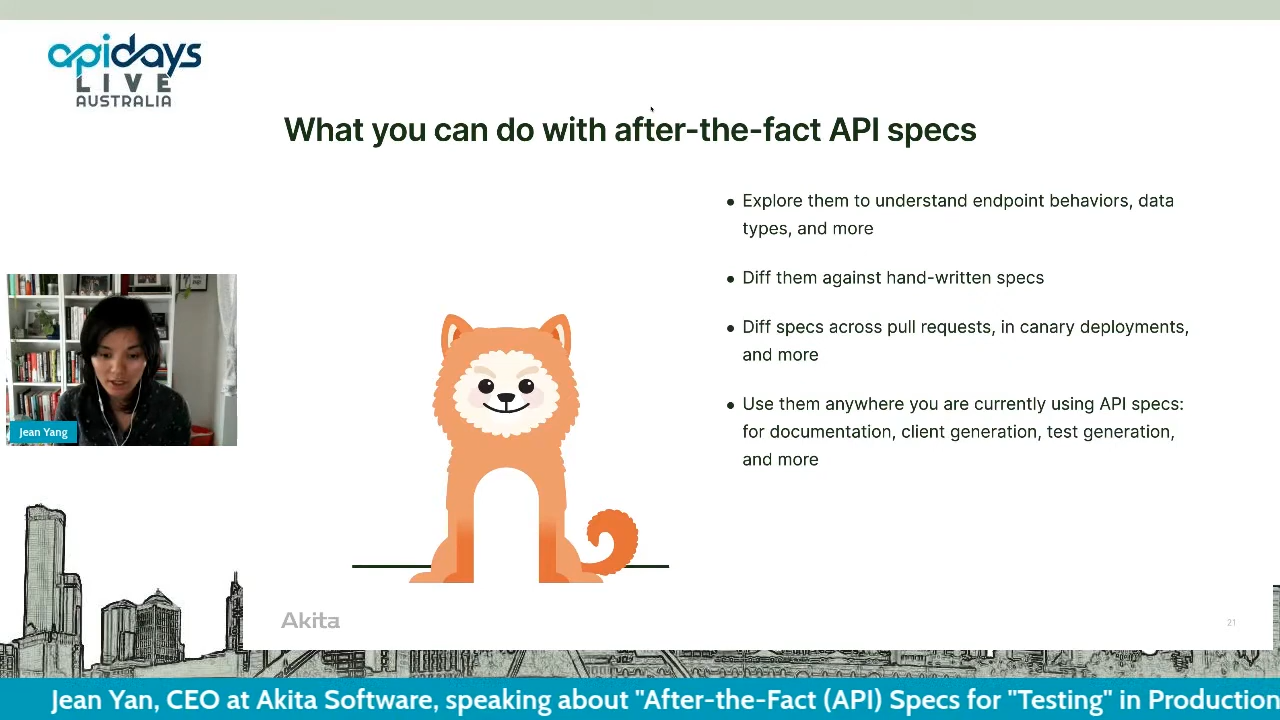 apidays
LIVE
AUSTRALIA
What you can do with after-the-fact API specs
• Explore them to understand endpoint behaviors, data
types, and more
• Diff them against hand-written specs
• Diff specs across pull requests, in canary deployments,
and more
• Use them anywhere you are currently using API specs:
for documentation, client generation, test generation,
and more
Jean Yang
Akita
21
Jean Yan, CEO at Akita Software, speaking about "After-the-Fact (API) Specs for "Testing" in Production